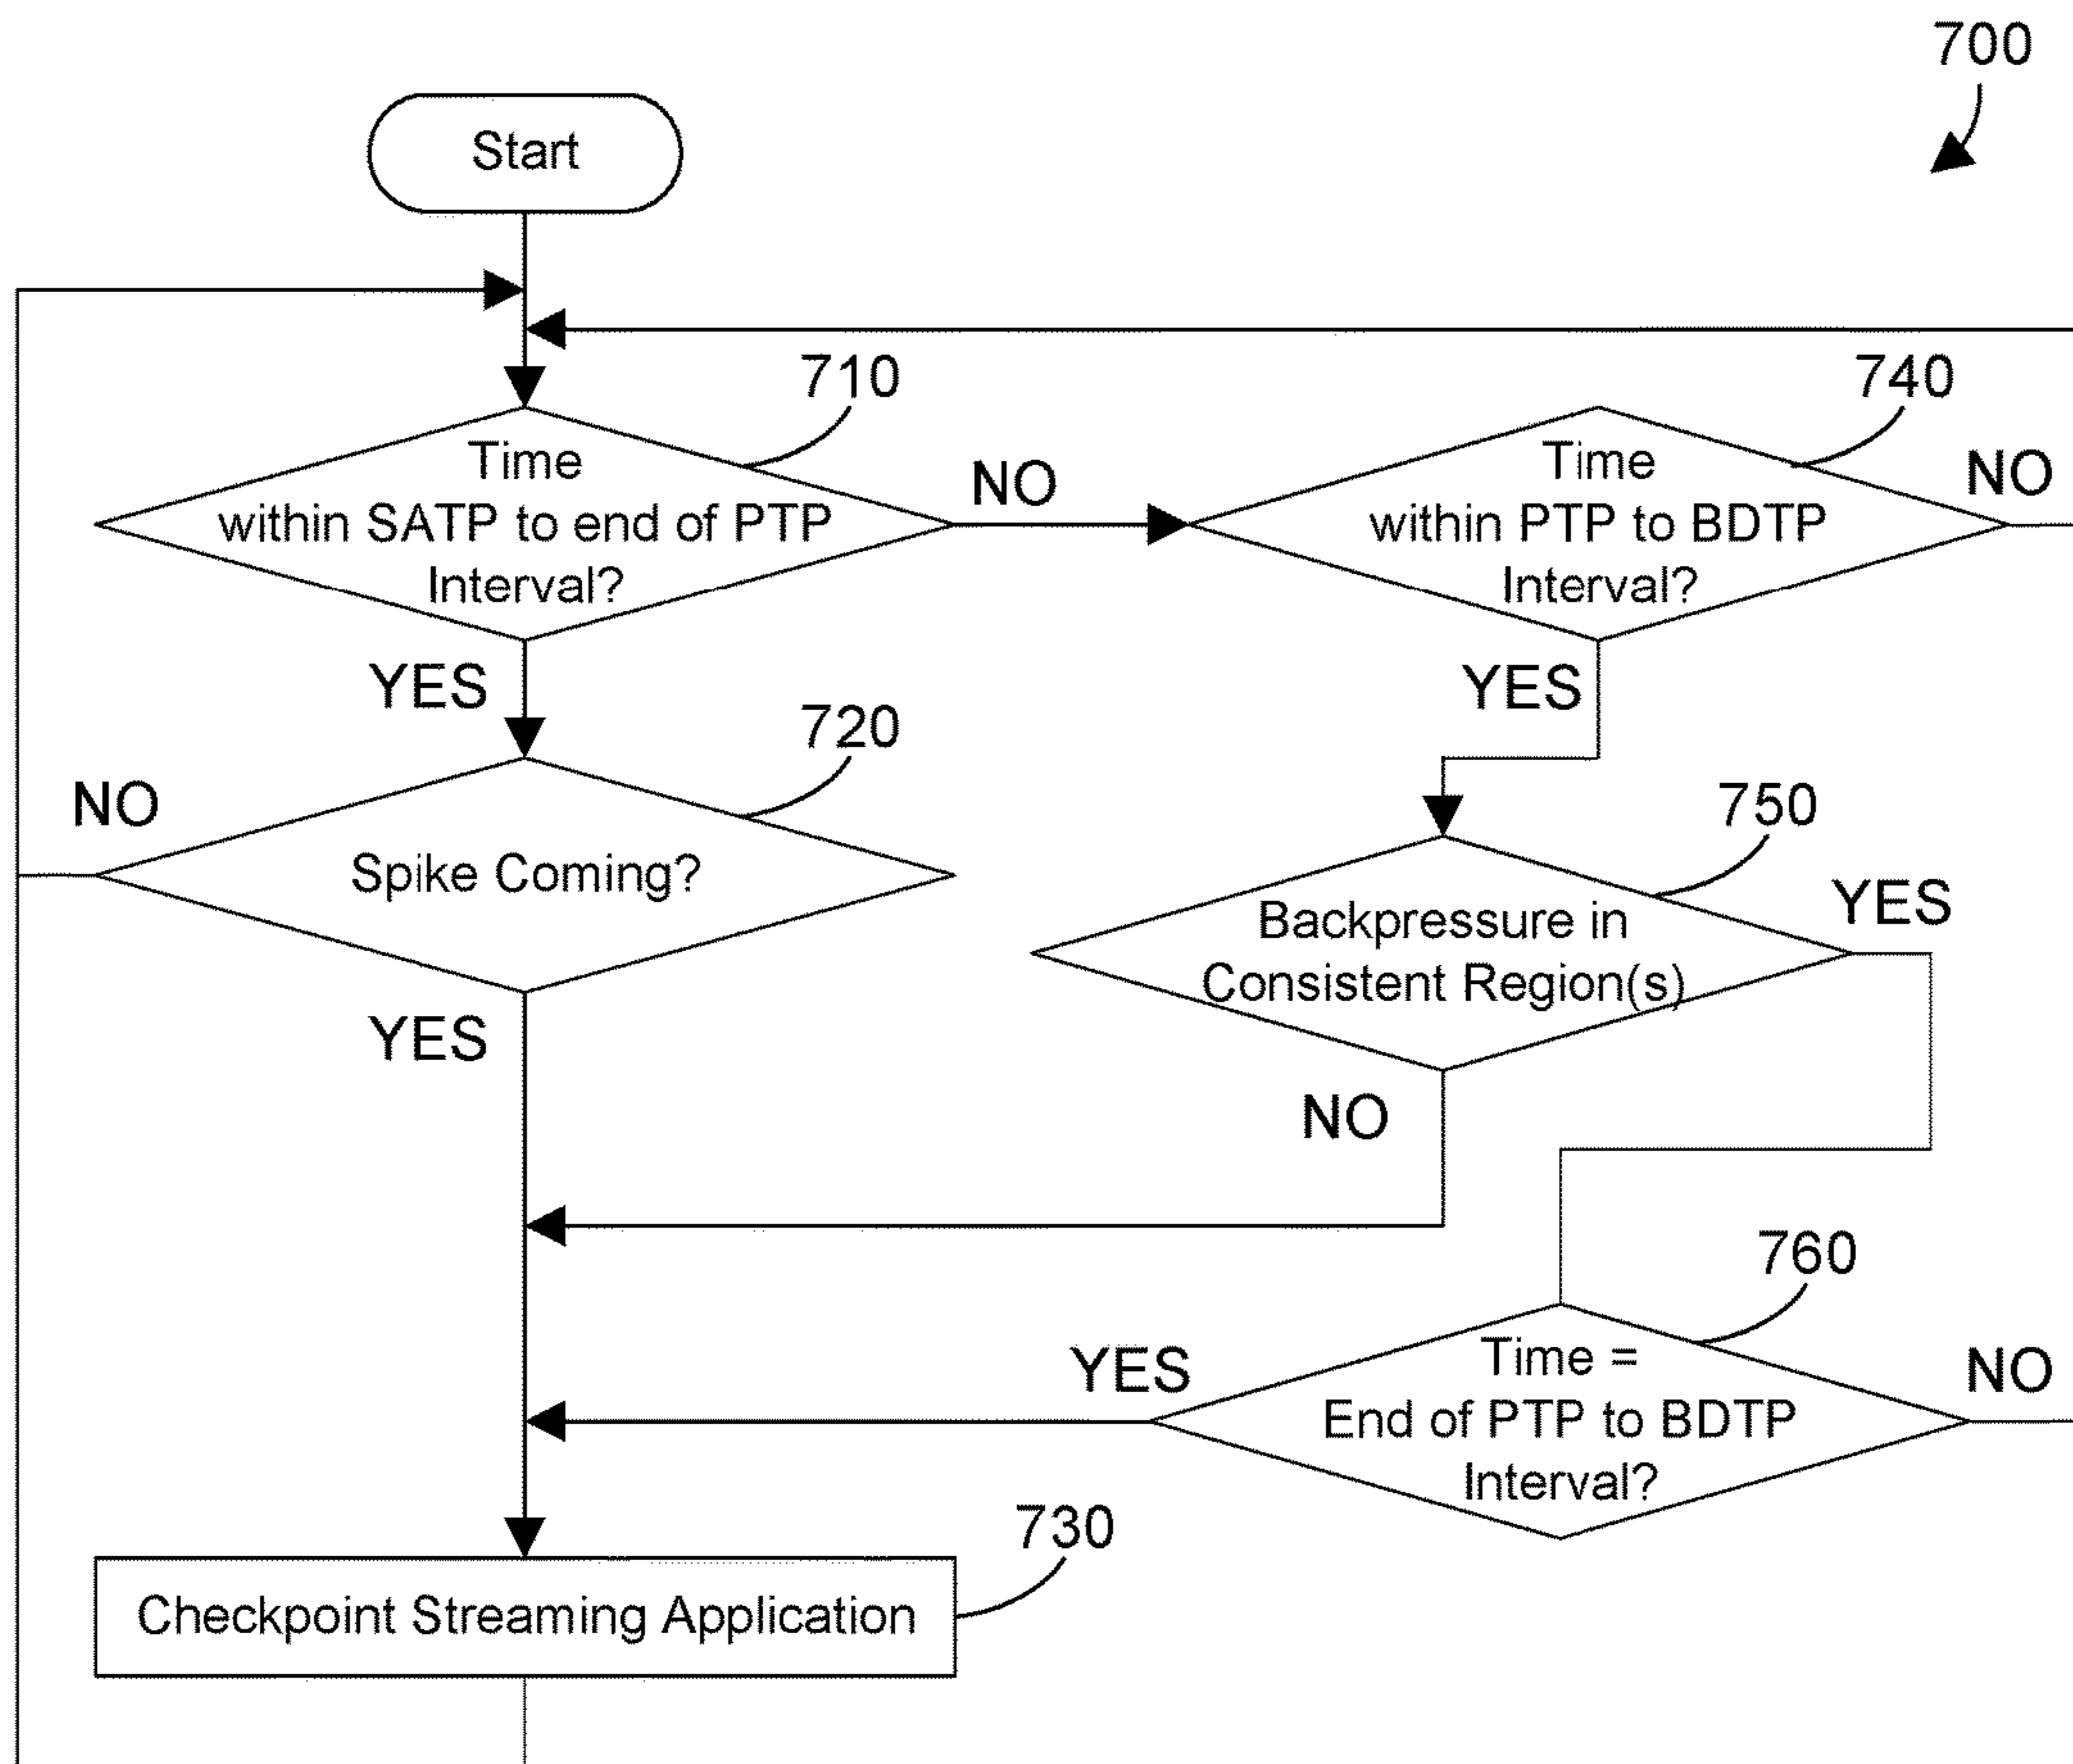 700
Start
710
Time
within SATP to end of PTP
Interval?
NO
740
Time
within PTP to BDTP
Interval?
NO
YES
YES
720
Spike Coming?
NO
YES
750
Backpressure in
Consistent Region(s)
YES
NO
760
Time =
End of PTP to BDTP
Interval?
YES
NO
730
Checkpoint Streaming Application